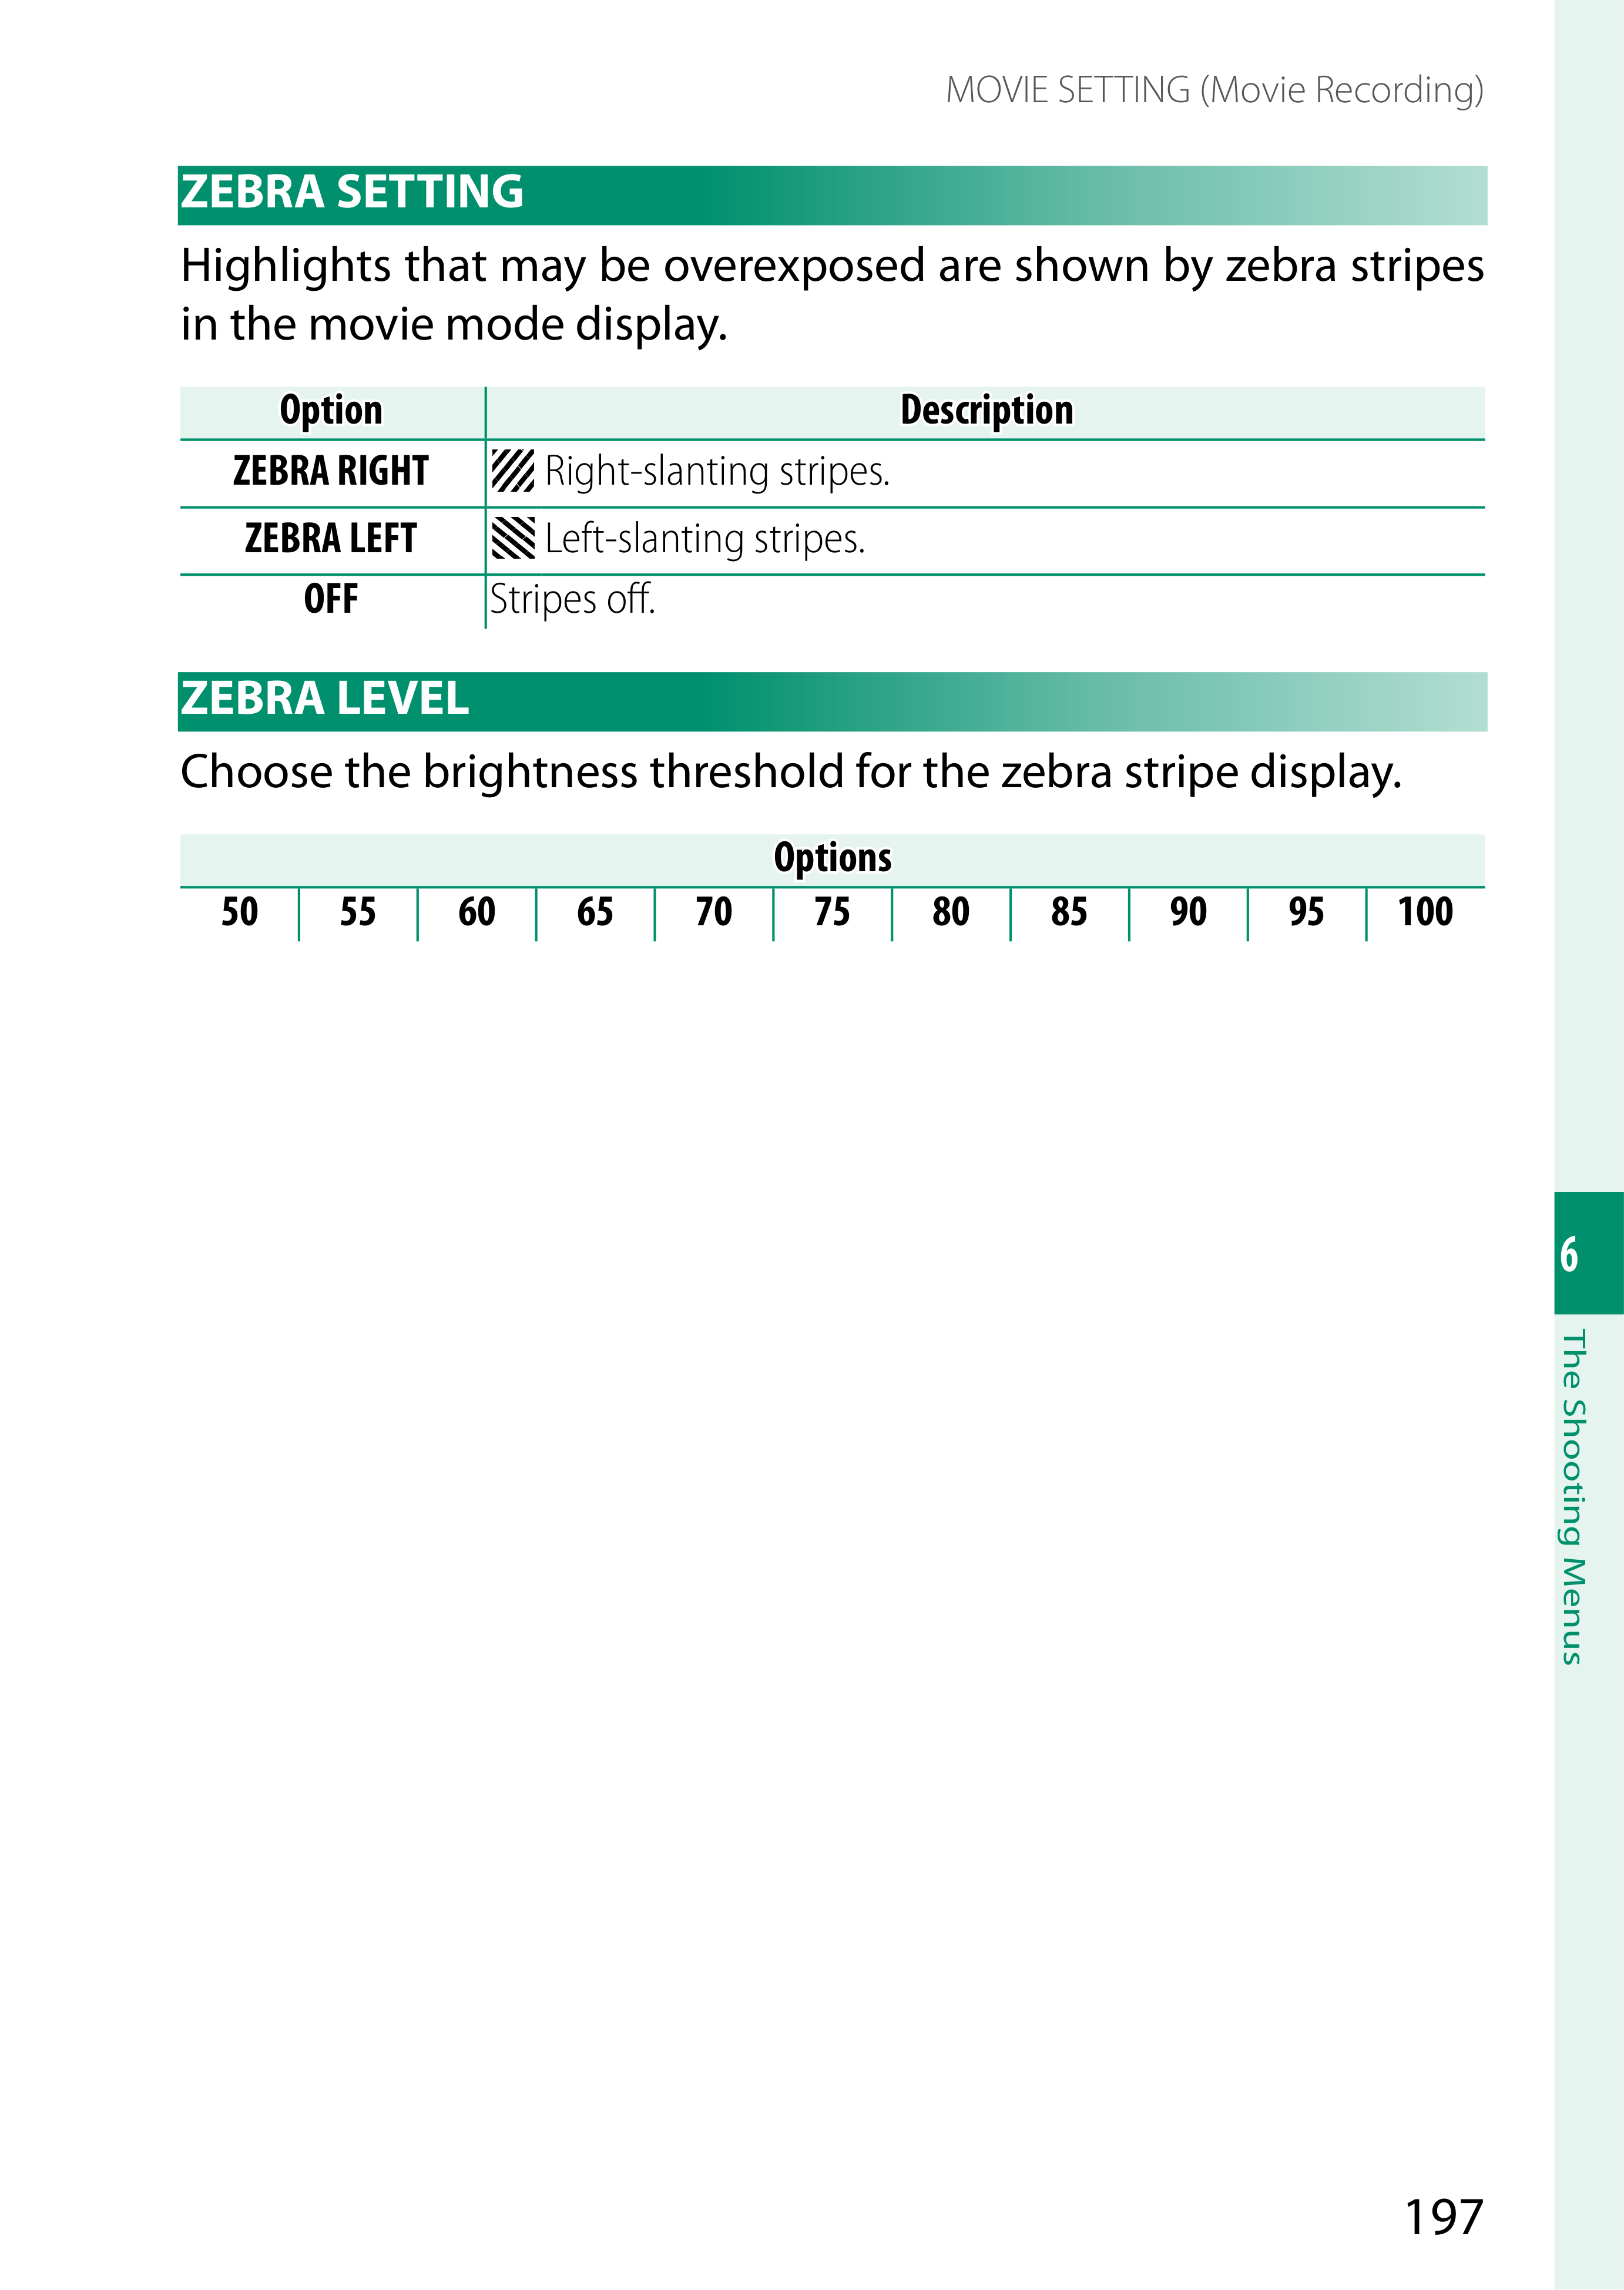 MOVIE SETTING (Movie Recording)
ZEBRA SETTING
Highlights that may be overexposed are shown by zebra stripes
in the movie mode display.
Option Description
ZEBRA RIGHT Right-slanting stripes.
ZEBRA LEFT Left-slanting stripes.
OFF Stripes off.
ZEBRA LEVEL
Choose the brightness threshold for the zebra stripe display.
Options
50 55 60 65 70 75 80 85 90 95 100
6
The Shooting Menus
197